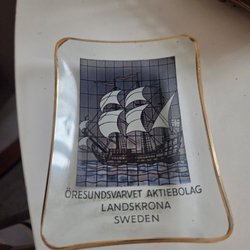 ÖRESUNDSVARVET AKTIEBOLAG
LANDSKRONA
SWEDEN